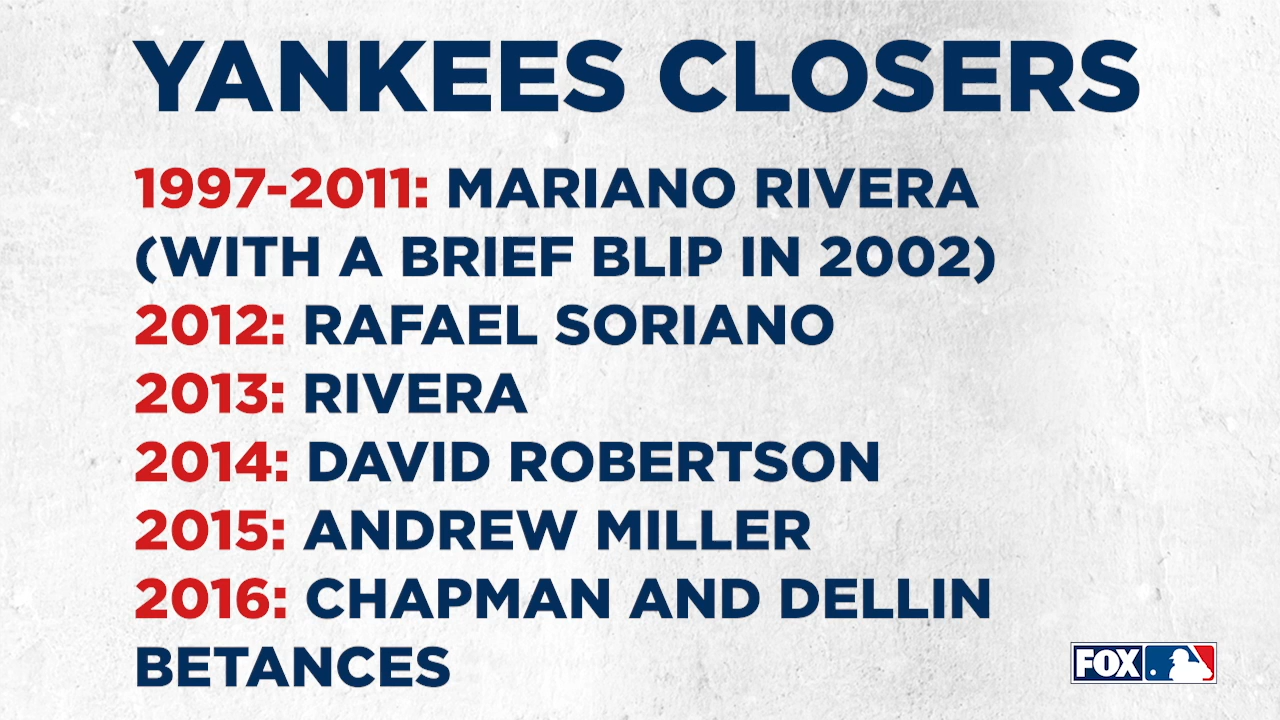 YANKEES CLOSERS
1997-2011: MARIANO RIVERA
(WITH A BRIEF BLIP IN 2002)
2012: RAFAEL SORIANO
2013: RIVERA
2014: DAVID ROBERTSON
2015: ANDREW MILLER
2016: CHAPMAN AND DELLIN
BETANCES
FOX